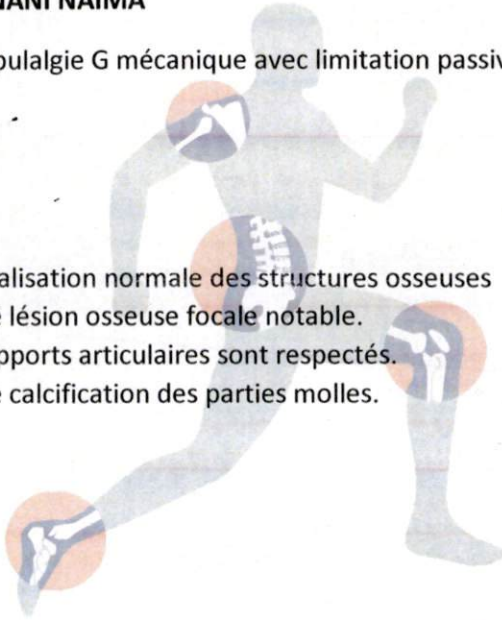 IANI NAIMA
oulalgie G mécanique avec limitation passiv
alisation normale des structures osseuses
e lésion osseuse focale notable.
pports articulaires sont respectés.
e calcification des parties molles.